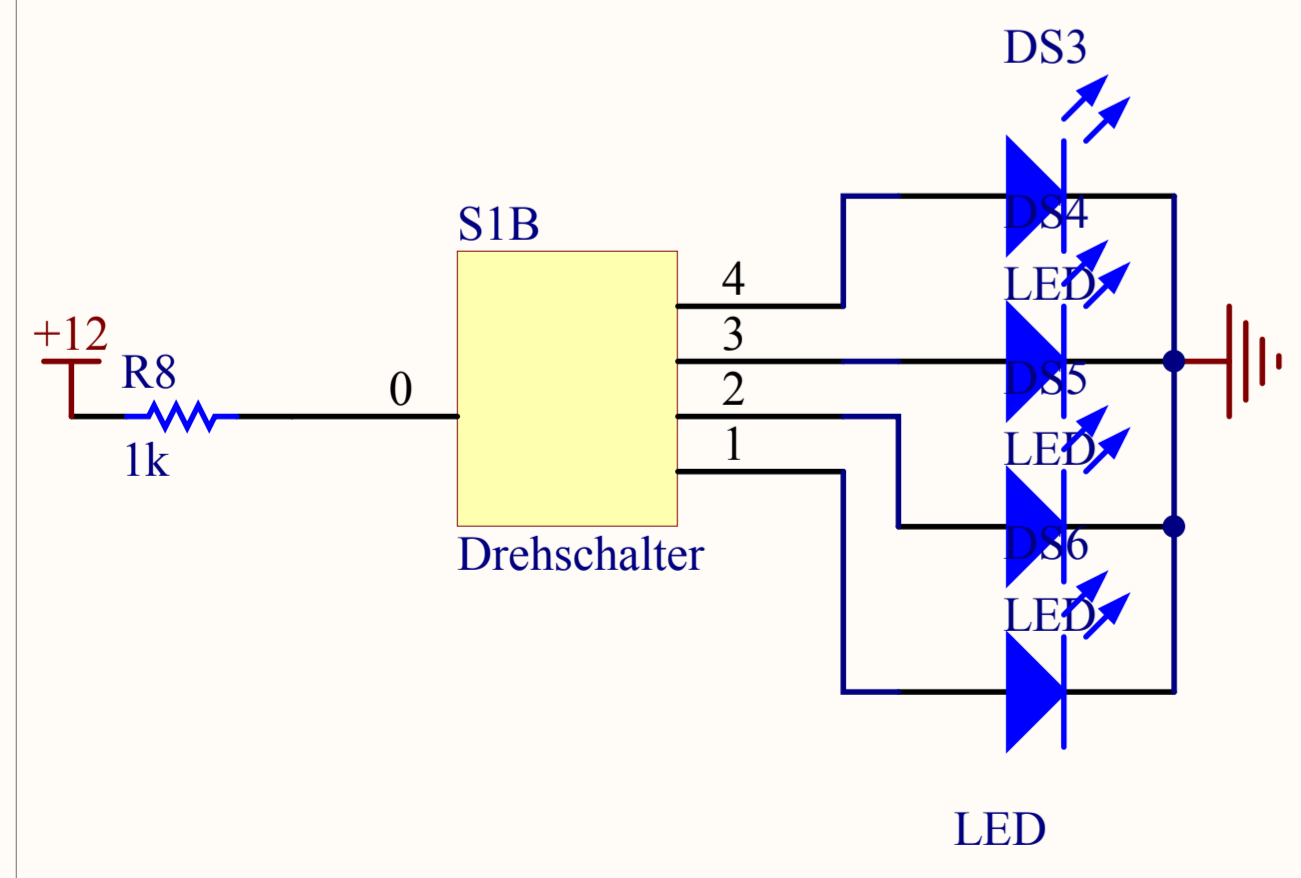 DS3
S1B
DS4
4
LED
+12
3
R8
DS5
0
2
1
LED
1k
DS6
Drehschalter
LED
LED